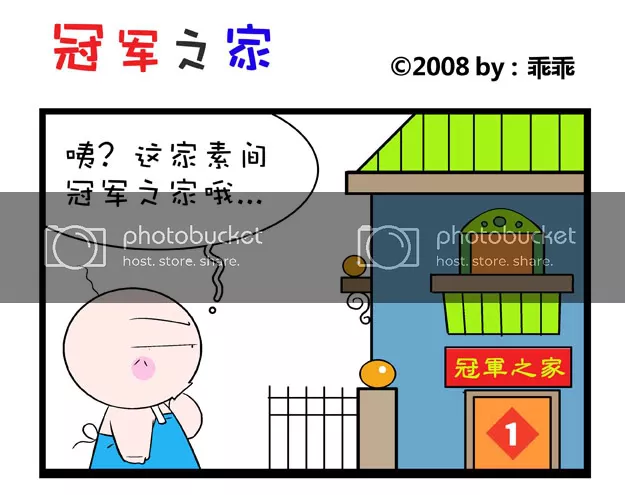 冠军之家
©2008 by：乖乖
咦？这家素间
冠军之家哦...
photobucket
host. store. share.
photobucket
host. store. share.
冠軍之家
1